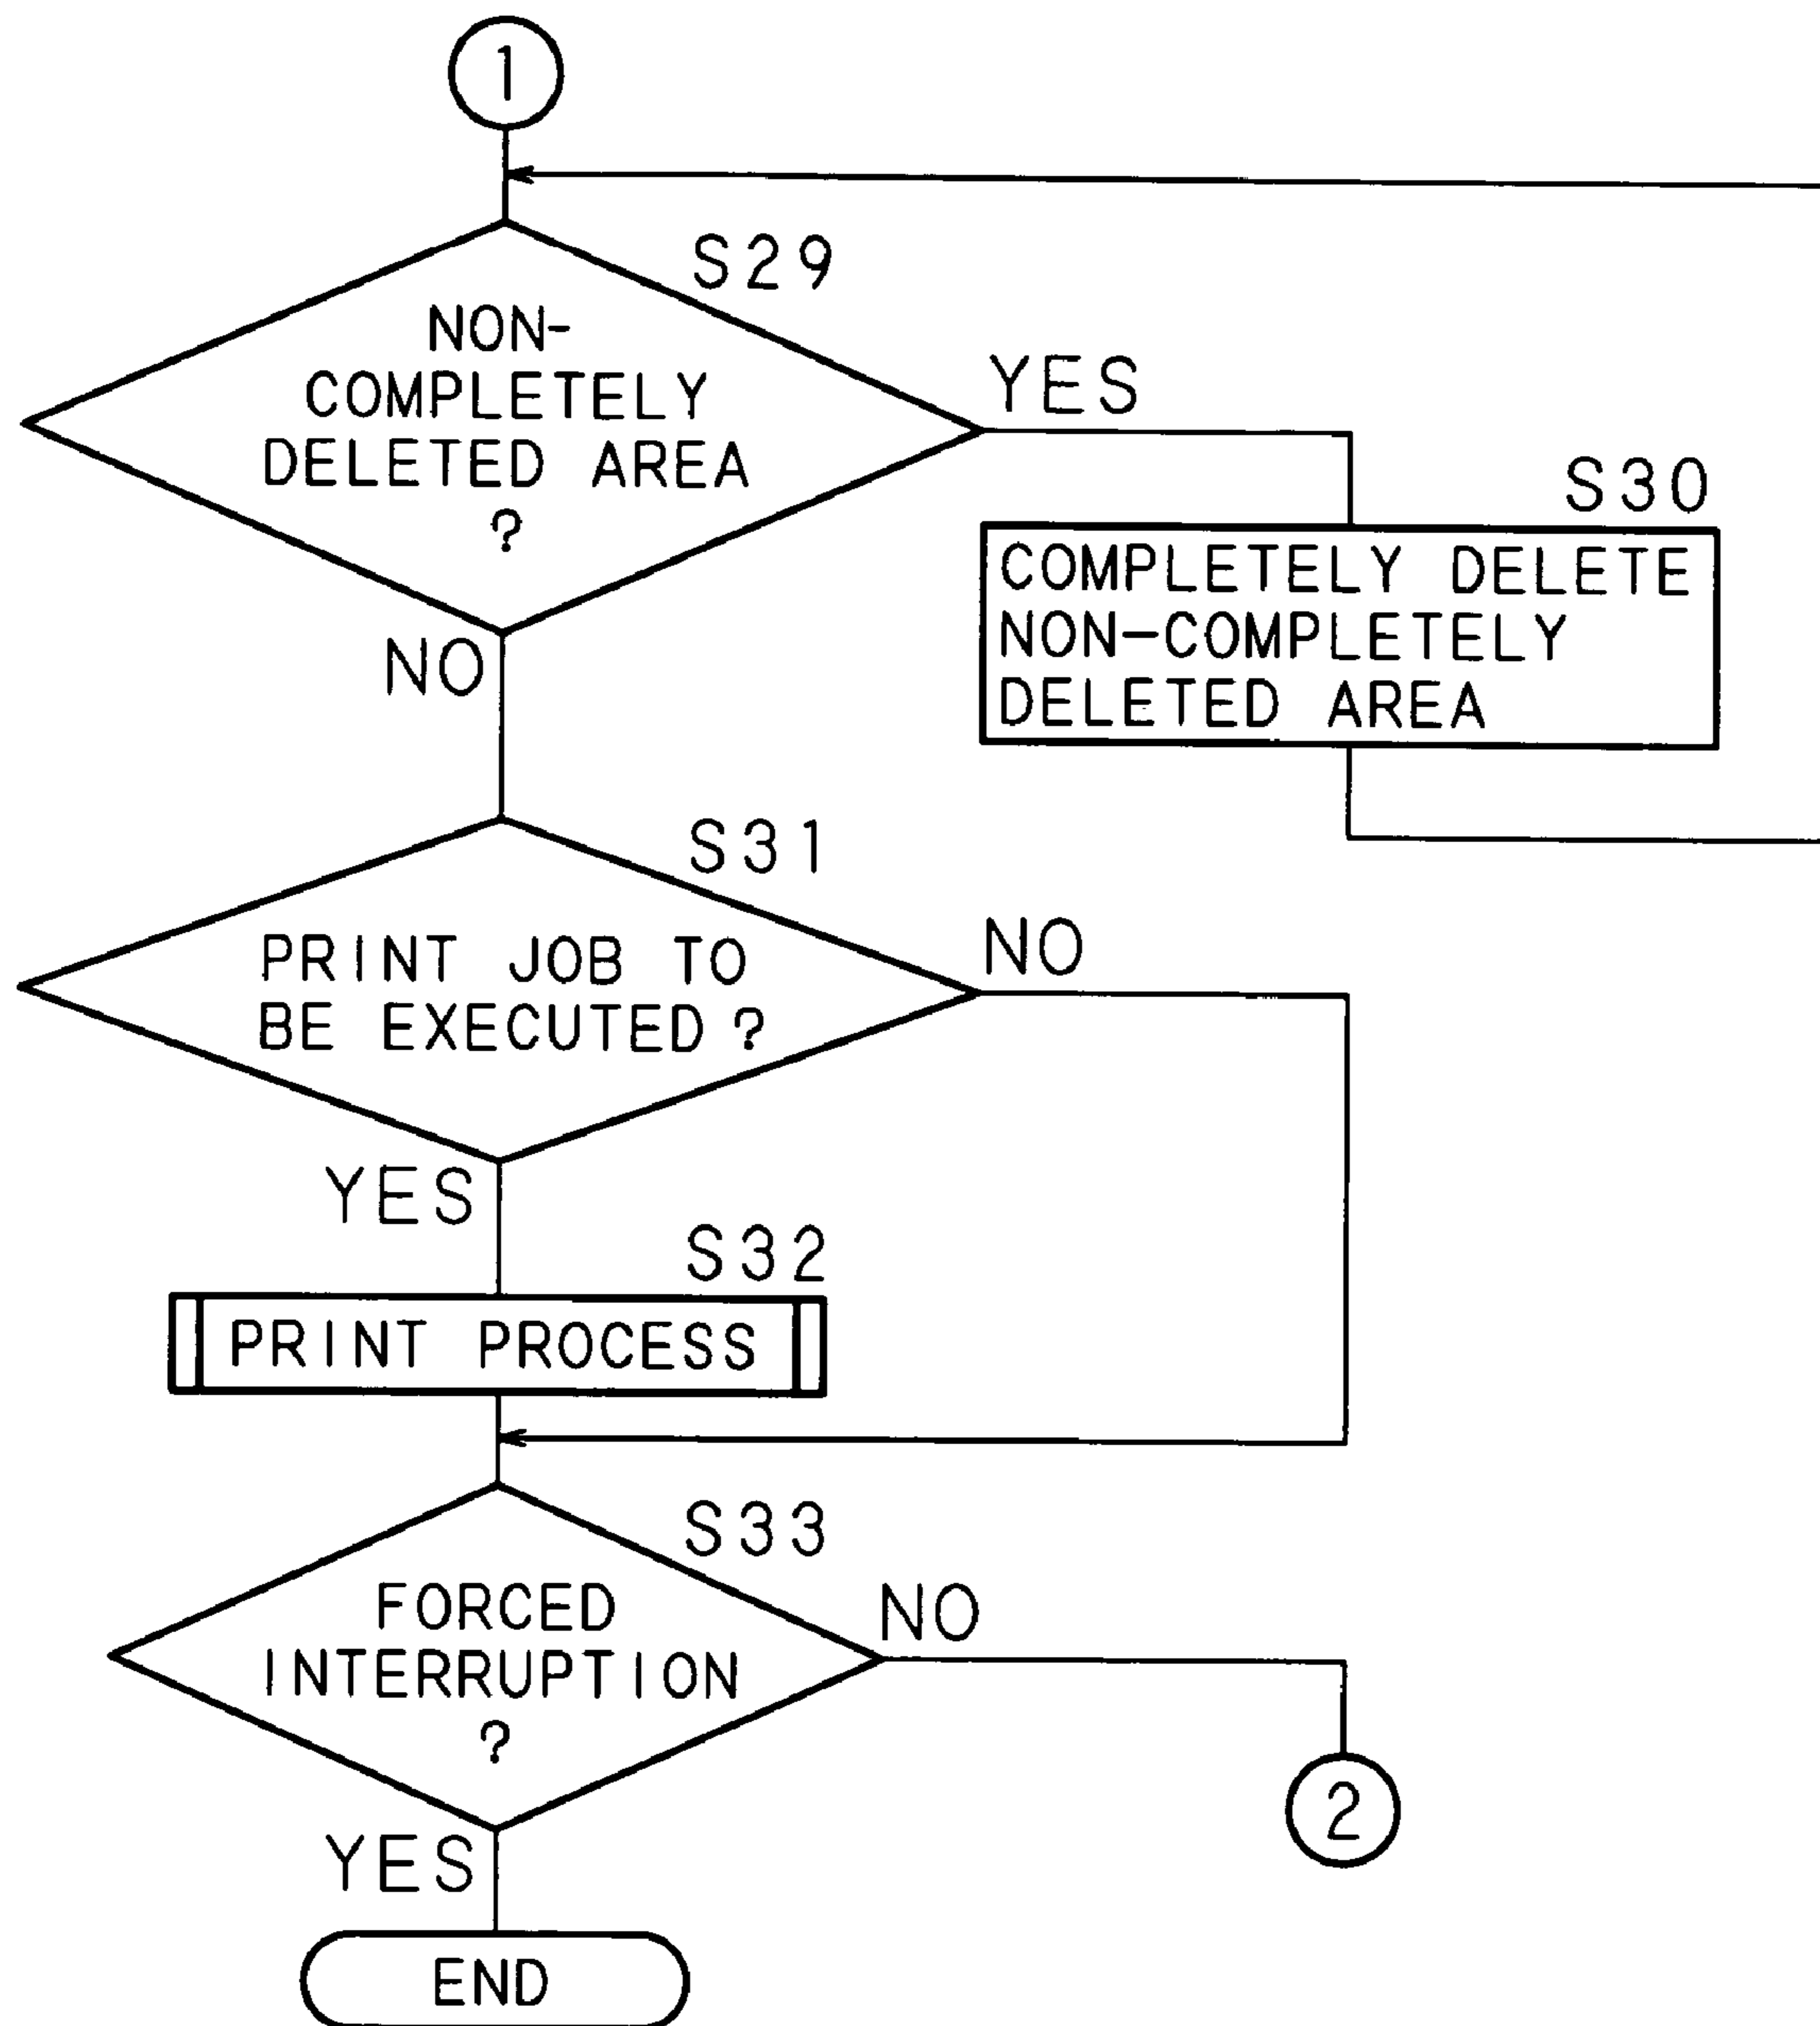 1
S29
NON-
COMPLETELY
DELETED AREA
?
YES
NO
S30
COMPLETELY DELETE
NON-COMPLETELY
DELETED AREA
S31
PRINT JOB TO
BE EXECUTED?
NO
YES
S32
PRINT PROCESS
S33
FORCED
INTERRUPTION
?
NO
2
YES
END